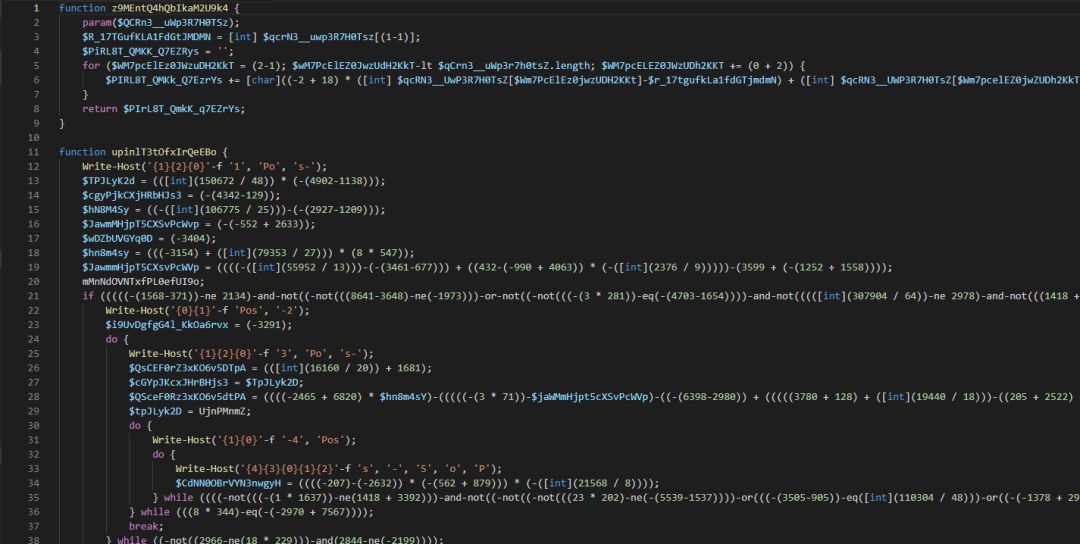 1 function z9MEntQ4hQbIkaM2U9k4 {
2 param($QCRn3__uWp3R7H0TSz);
3 $R_17TGufKLA1FdGtJMDMN = [int] $qcrN3__uwp3R7H0Tsz[(1-1)];
4 $PiRL8T_QMKK_Q7EZRys = '';
5 for ($WM7pcElEz0JWzuDH2KkT = (2-1); $wM7PcElEZ0JwzUdH2KkT-lt $qCrn3__uWp3r7h0tsZ.length; $WM7pcELEZ0JWzUDh2KKT += (0 + 2)) {
6 $PIRL8T_QMKk_Q7EzrYs += [char]((-2 + 18) * ([int] $qcRN3__UwP3R7H0TsZ[$Wm7PcElEz0jwzUDH2KKt]-$r_17tgufkLa1fdGTjmdmN) + ([int] $qcRN3__UWP3R7H0TsZ[$Wm7pcelEZ0jwZUDh2KkT
7 }
8 return $PIrL8T_QmkK_q7EZrYs;
9 }
10
11 function upinlT3tOfxIrQeEBo {
12 Write-Host('{1}{2}{0}'-f '1', 'Po', 's-');
13 $TPJLyK2d = (([int](150672 / 48)) * (-(4902-1138)));
14 $cgyPjkCXjHRbHJs3 = (-(4342-129));
15 $hN8M4Sy = ((-([int](106775 / 25)))-(-(2927-1209)));
16 $JawmMHjpT5CXSvPcWvp = (-(-552 + 2633));
17 $wDZbUVGYq0D = (-3404);
18 $hn8m4sy = (((-3154) + ([int](79353 / 27))) * (8 * 547));
19 $JawmmHjpT5CXsvPcWVp = ((((-([int](55952 / 13)))-(-(3461-677))) + ((432-(-990 + 4063)) * (-([int](2376 / 9)))))-(3599 + (-(1252 + 1558))));
20 mMnNdOVNTxfPL0efUI9o;
21 if (((((-(1568-371))-ne 2134)-and-not((-not(((8641-3648)-ne(-1973)))-or-not((-not(((-(3 * 281))-eq(-(4703-1654))))-and-not(((([int](307904 / 64))-ne 2978)-and-not(((1418 +
22 Write-Host('{0}{1}'-f 'Pos', '-2');
23 $i9UvDgfgG4l_KkOa6rvx = (-3291);
24 do {
25 Write-Host('{1}{2}{0}'-f '3', 'Po', 's-');
26 $QsCEF0rZ3xKO6v5DTpA = (([int](16160 / 20)) + 1681);
27 $cGYpJKcxJHrBHjs3 = $TpJLyk2D;
28 $QSceF0Rz3xKO6v5dtPA = ((((-2465 + 6820) * $hn8m4sY)-(((((-(3 * 71))-$jaWMmHjpt5cXSvPcWVp)-((-(6398-2980)) + (((((3780 + 128) + ([int](19440 / 18)))-((205 + 2522)
29 $tpJLyk2D = UjnPMnmZ;
30 do {
31 Write-Host('{1}{0}'-f '-4', 'Pos');
32 do {
33 Write-Host('{4}{3}{0}{1}{2}'-f 's', '-', '5', 'o', 'P');
34 $CdNN0OBrVYN3nwgyH = ((((-207)-(-2632)) * (-(562 + 879))) * (-([int](21568 / 8))));
35 } while ((((-not(((-(1 * 1637))-ne(1418 + 3392)))-and-not((-not((-not(((23 * 202)-ne(-(5539-1537))))-or(((-(3505-905))-eq([int](110304 / 48)))-or((-(-1378 + 29
36 } while (((8 * 344)-eq(-(-2970 + 7567))));
37 break;
38 } while ((-not((2966-ne(18 * 229)))-and(2844-ne(-2199))));